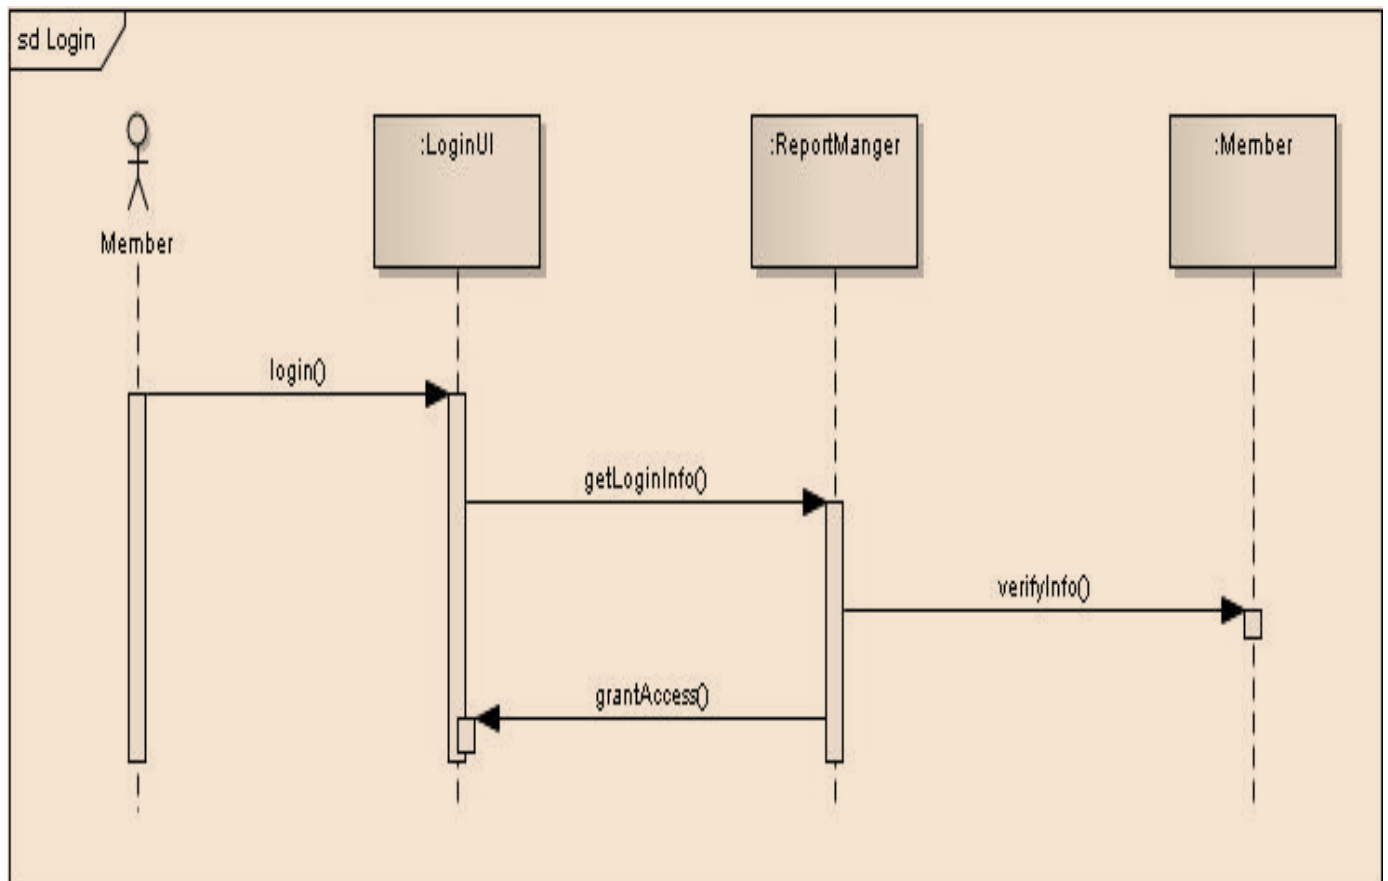 sd Login
:LoginUI
:ReportManger
:Member
Member
login()
getLoginInfo()
verifyInfo()
grantAccess()